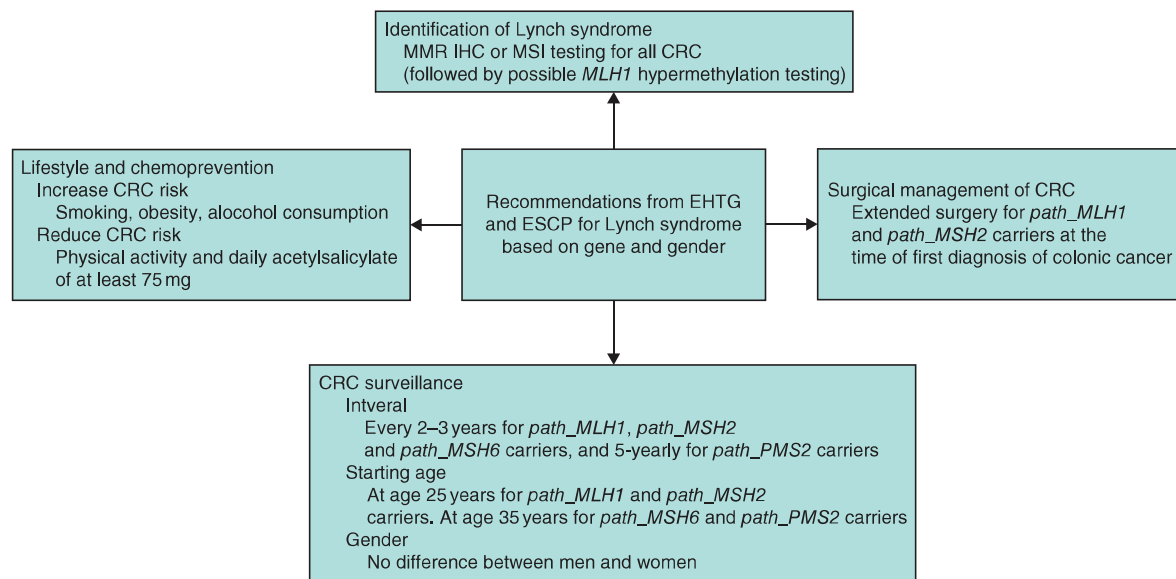 Identification of Lynch syndrome
MMR IHC or MSI testing for all CRC
(followed by possible MLH1 hypermethylation testing)
Lifestyle and chemoprevention
Increase CRC risk
Smoking, obesity, alocohol consumption
Reduce CRC risk
Physical activity and daily acetylsalicylate
of at least 75 mg
Recommendations from EHTG
and ESCP for Lynch syndrome
based on gene and gender
Surgical management of CRC
Extended surgery for path_MLH1
and path_MSH2 carriers at the
time of first diagnosis of colonic cancer
CRC surveillance
Intveral
Every 2–3 years for path_MLH1, path_MSH2
and path_MSH6 carriers, and 5-yearly for path_PMS2 carriers
Starting age
At age 25 years for path_MLH1 and path_MSH2
carriers. At age 35 years for path_MSH6 and path_PMS2 carriers
Gender
No difference between men and women